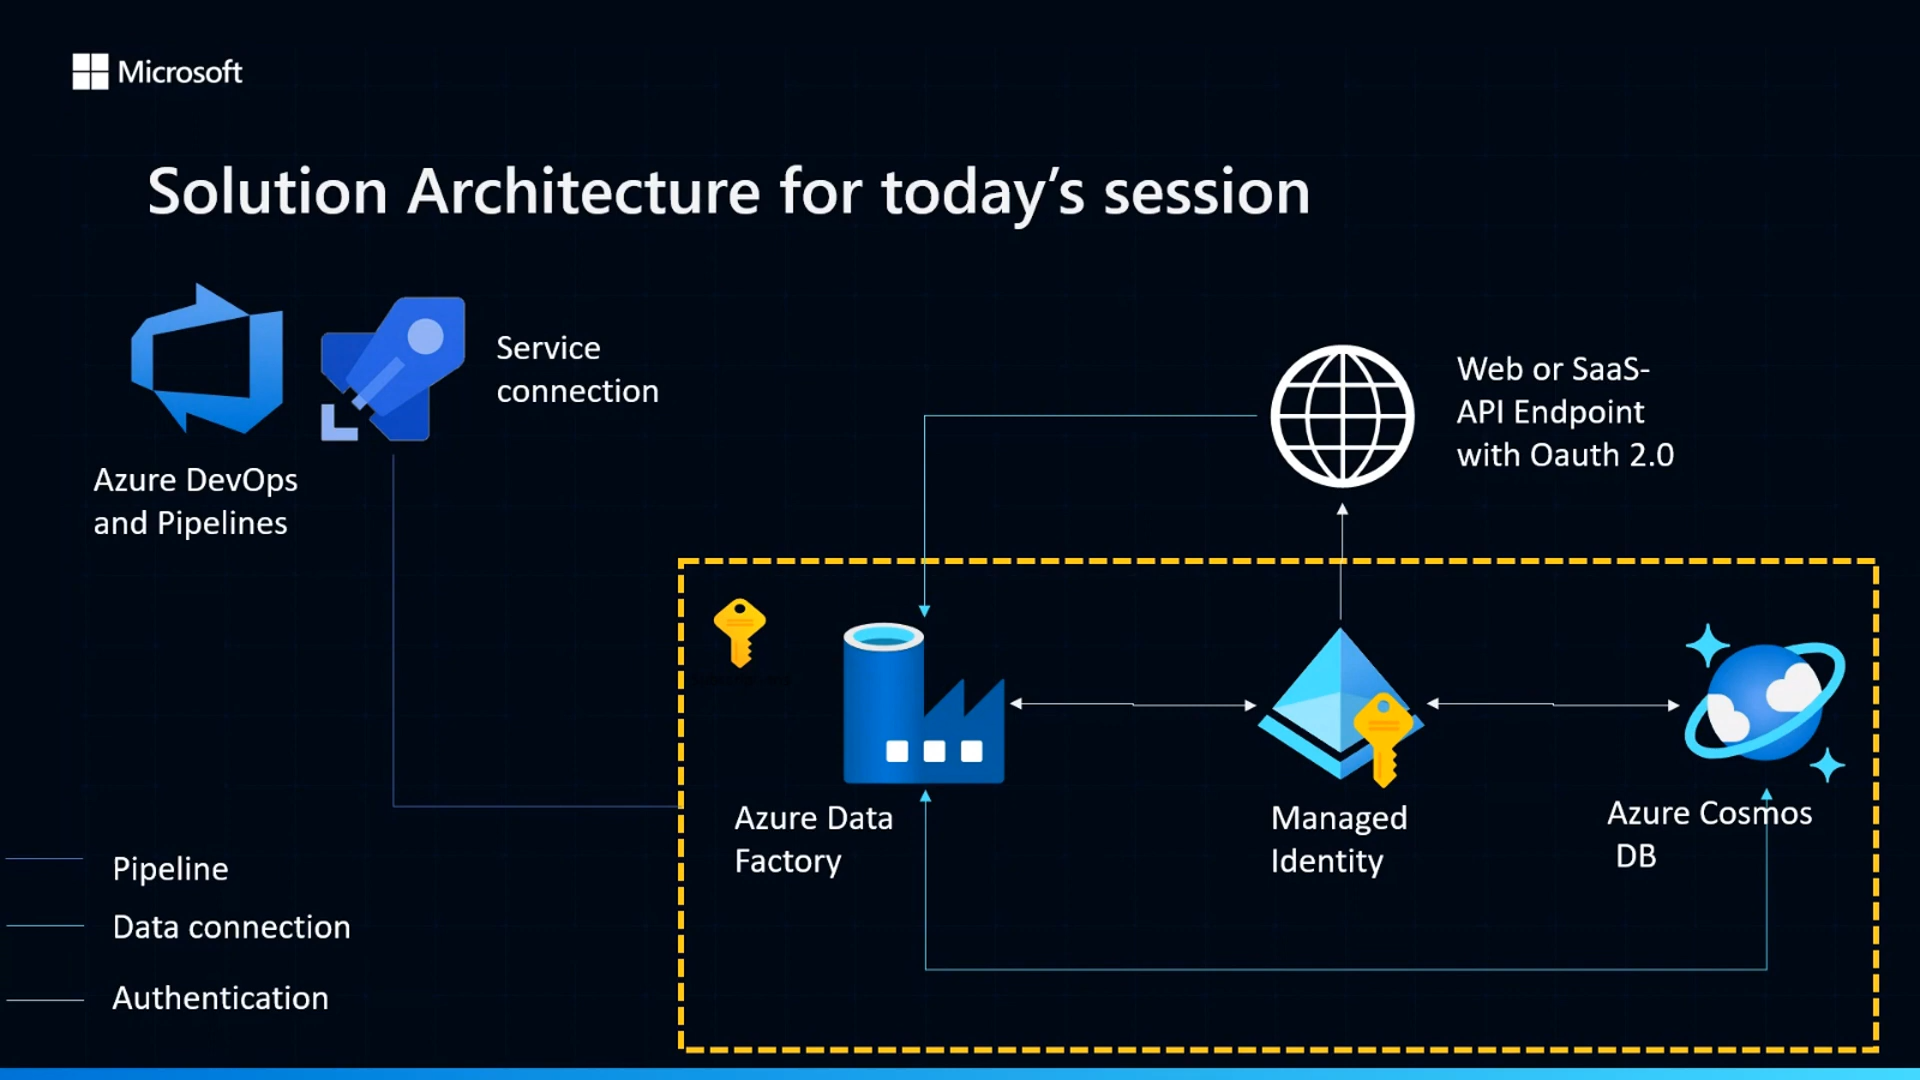 Microsoft
Solution Architecture for today's session
Service
connection
Azure DevOps
and Pipelines
Web or SaaS-
API Endpoint
with Oauth 2.0
Azure Data
Factory
Managed
Identity
Azure Cosmos
DB
Pipeline
Data connection
Authentication